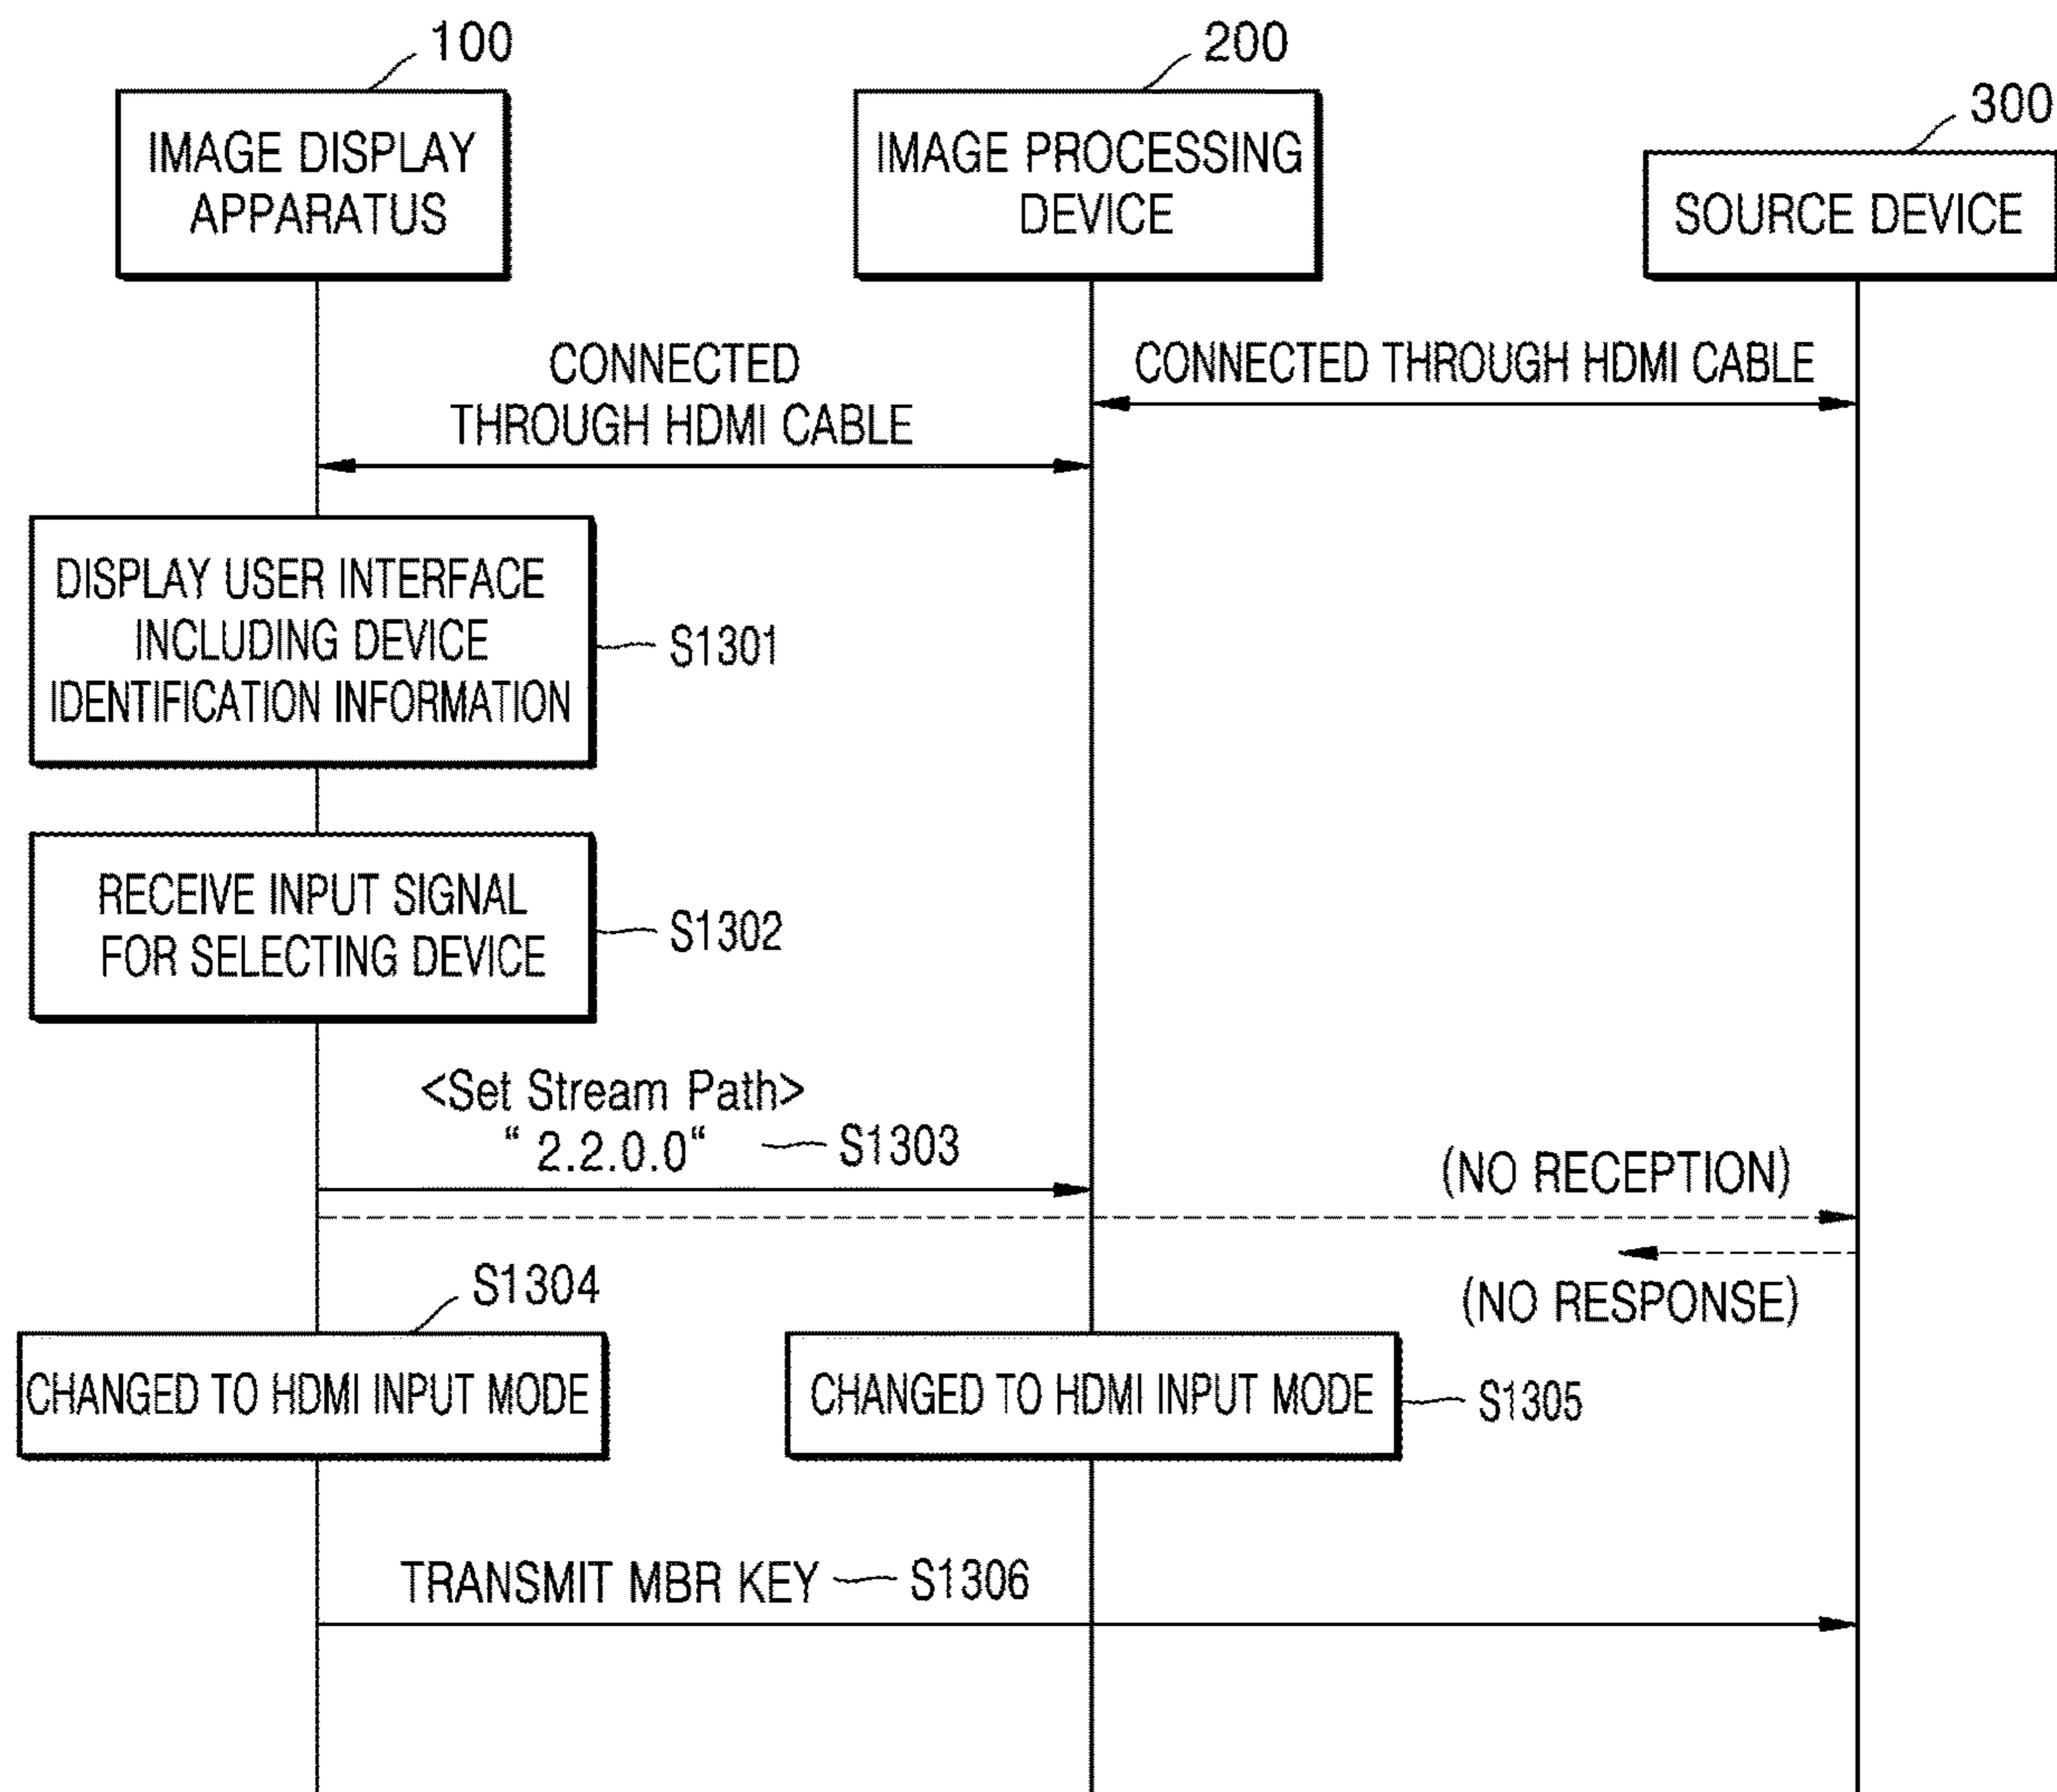 100
200
300
IMAGE DISPLAY
APPARATUS
IMAGE PROCESSING
DEVICE
SOURCE DEVICE
CONNECTED
THROUGH HDMI CABLE
CONNECTED THROUGH HDMI CABLE
DISPLAY USER INTERFACE
INCLUDING DEVICE
IDENTIFICATION INFORMATION
S1301
RECEIVE INPUT SIGNAL
FOR SELECTING DEVICE
S1302
<Set Stream Path>
“ 2.2.0.0“
S1303
(NO RECEPTION)
(NO RESPONSE)
S1304
CHANGED TO HDMI INPUT MODE
CHANGED TO HDMI INPUT MODE
S1305
TRANSMIT MBR KEY
S1306